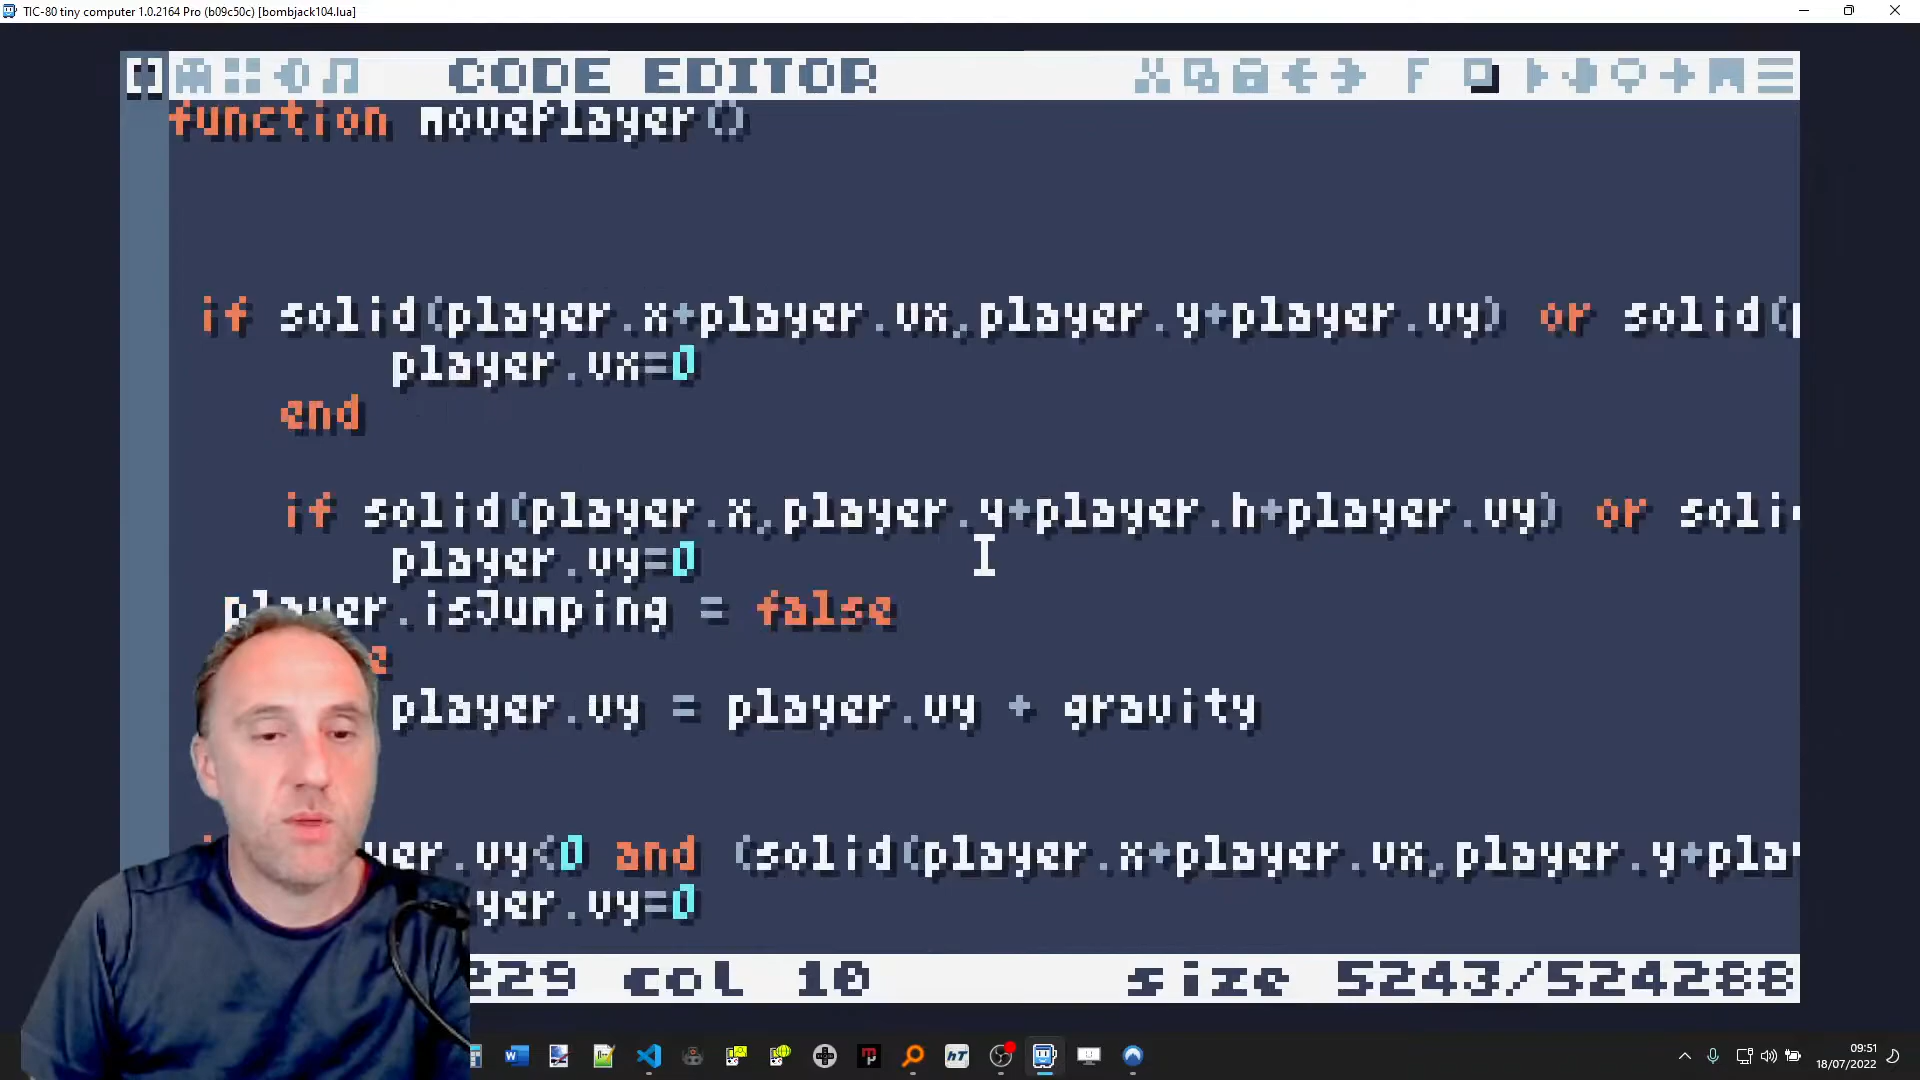 TIC-80 tiny computer 1.0.2164 Pro (b09c50c) [bombjack104.lua]
CODE EDITOR
F
function movePlayer()
if solid(player.x+player.vx,player.y+player.vy) or solid(p
player.vx=0
end
if solid(player.x,player.y+player.h+player.vy) or soli
player.vy=0
player.isJumping = false
e
player.vy = player.vy + gravity
yer.vy<0 and (solid(player.x+player.vx,player.y+pla
yer.vy=0
229 col 10
size 5243/524288
hT
09:51
18/07/2022